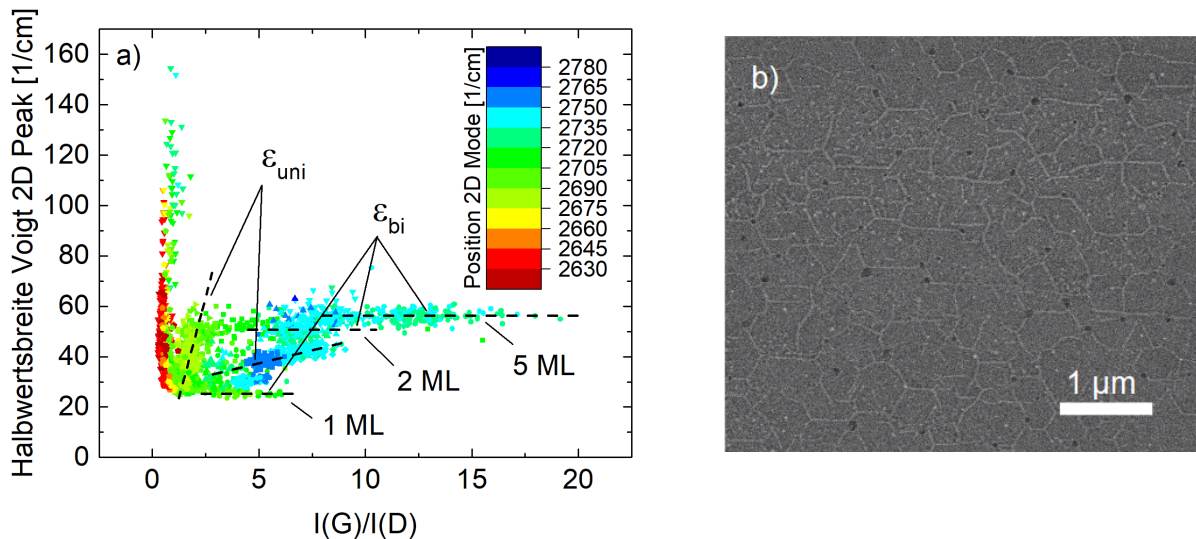 a)
Halbwertsbreite Voigt 2D Peak [1/cm]
160
140
120
100
80
60
40
20
0
0 5 10 15 20
I(G)/I(D)
ε_uni
ε_bi
Position 2D Mode [1/cm]
2780
2765
2750
2735
2720
2705
2690
2675
2660
2645
2630
5 ML
2 ML
1 ML
b)
1 µm